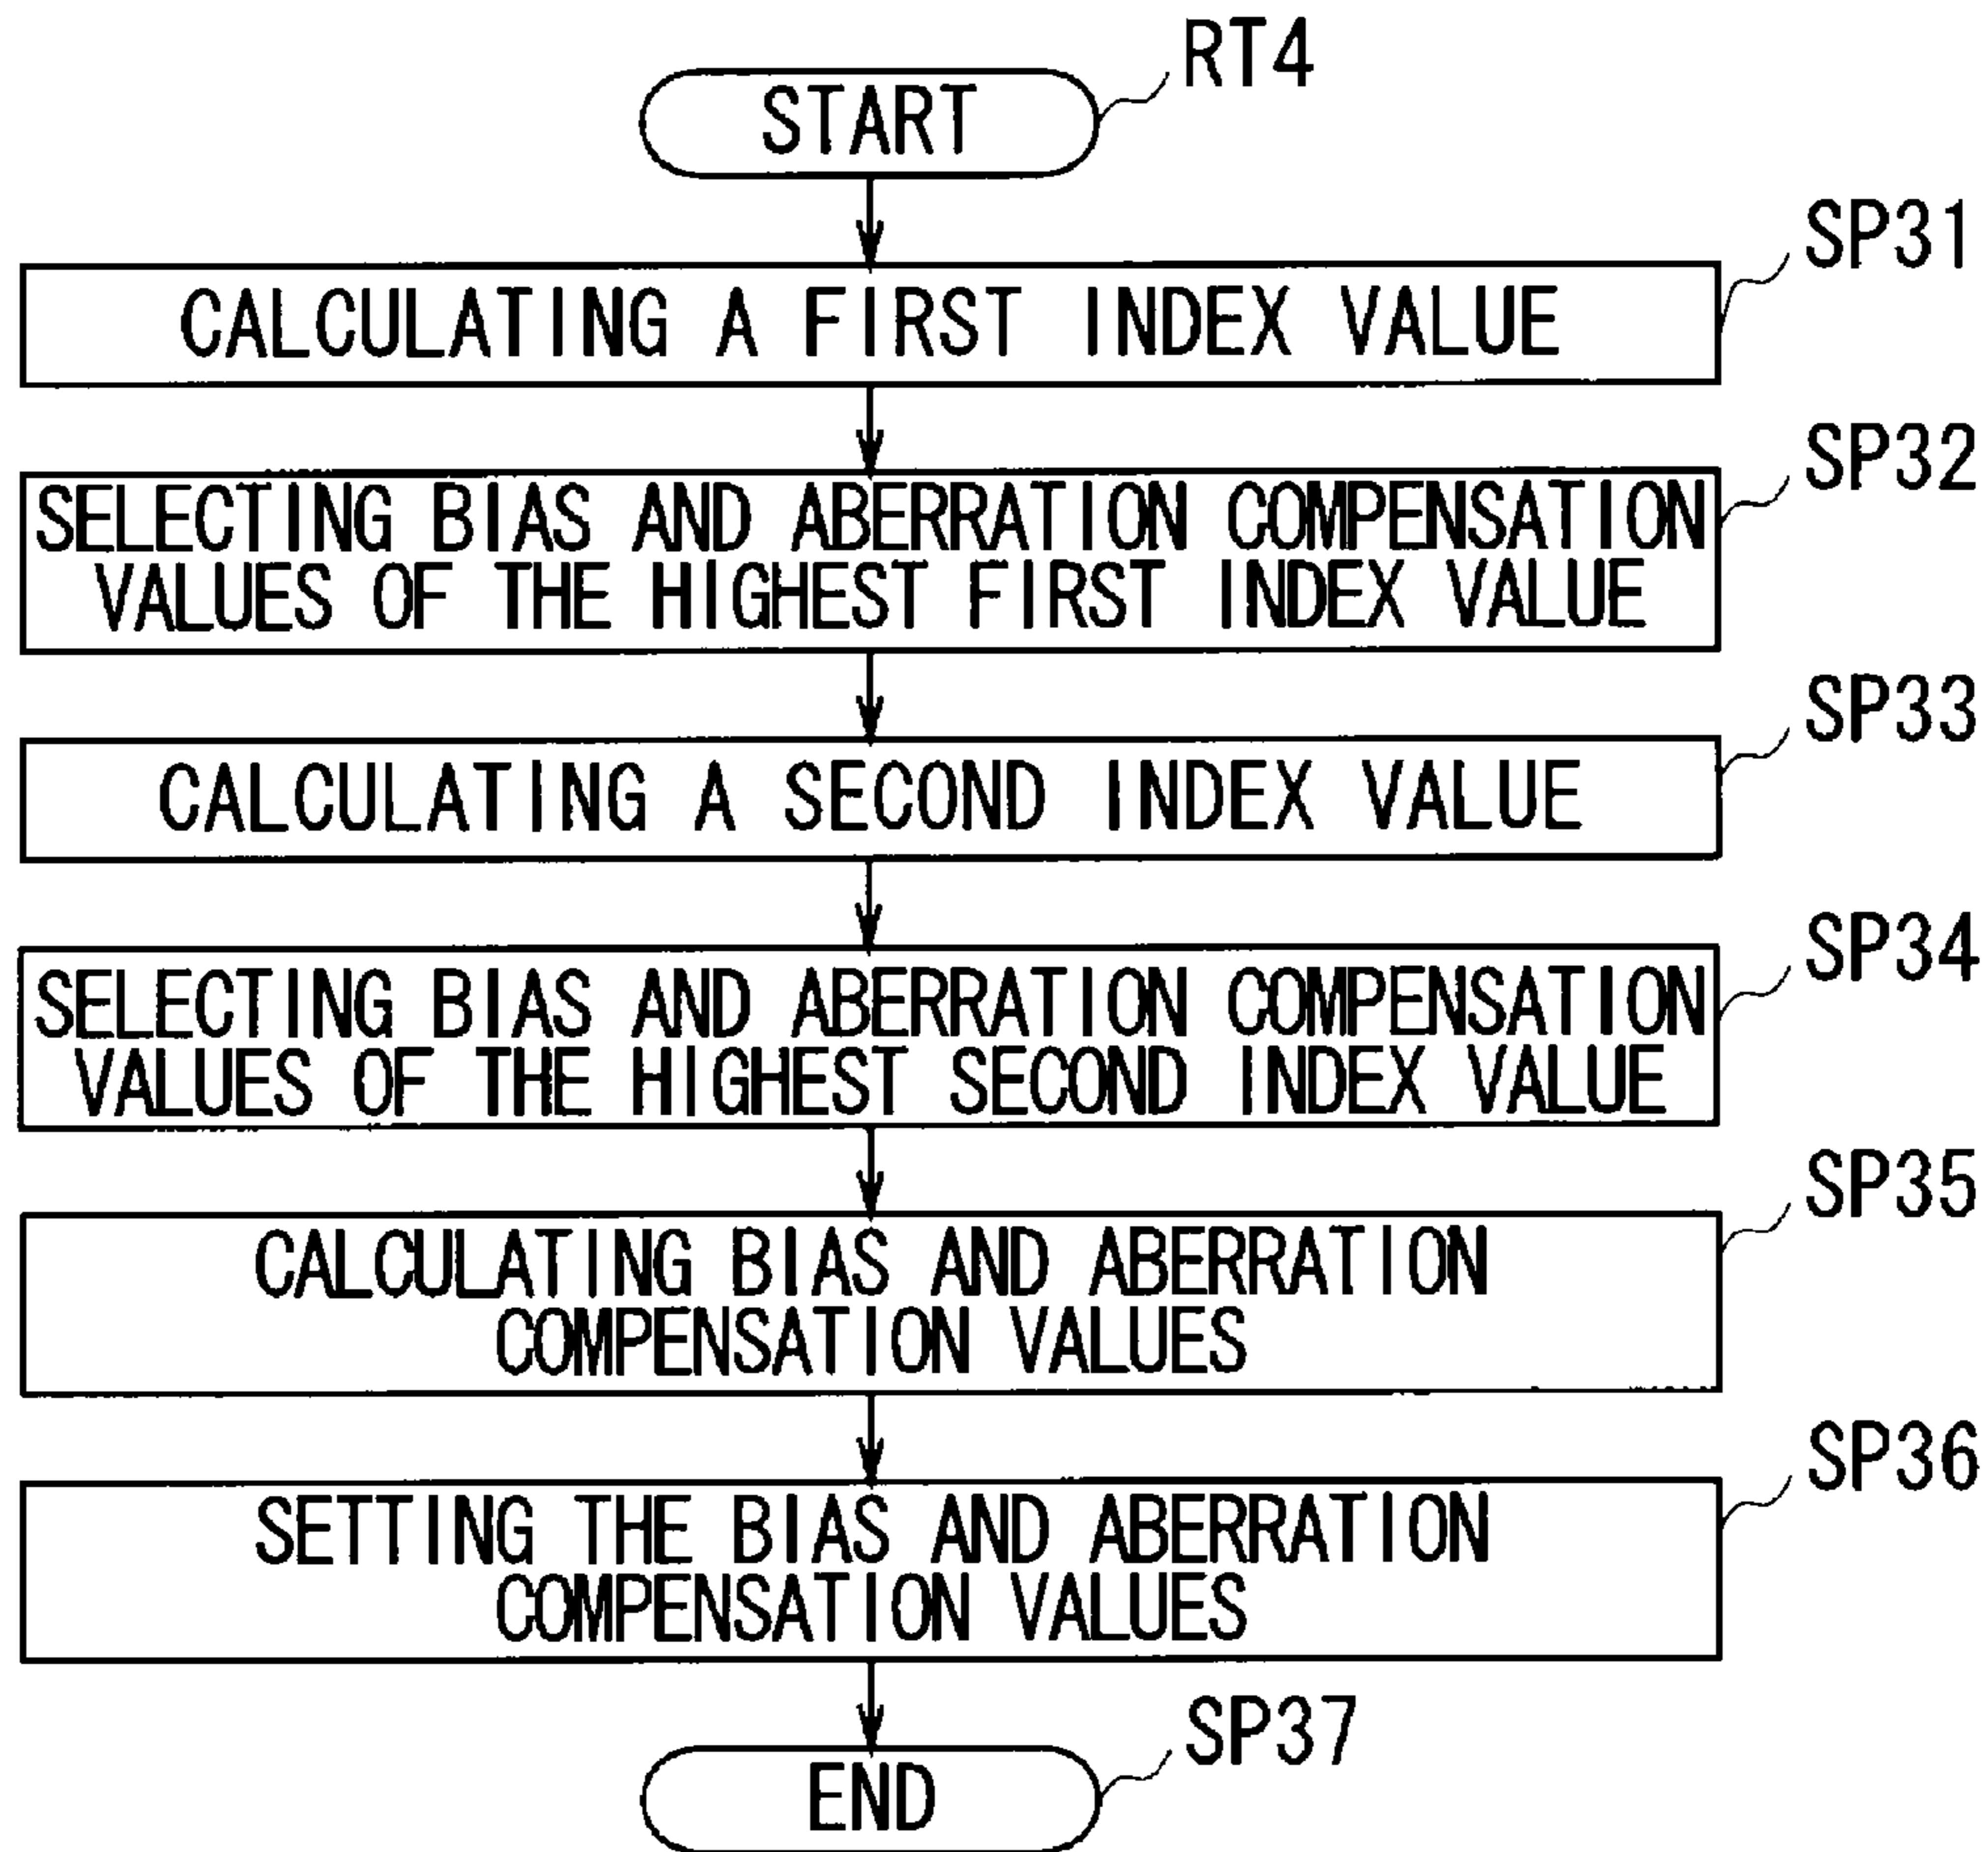 RT4
START
SP31
CALCULATING A FIRST INDEX VALUE
SP32
SELECTING BIAS AND ABERRATION COMPENSATION
VALUES OF THE HIGHEST FIRST INDEX VALUE
SP33
CALCULATING A SECOND INDEX VALUE
SP34
SELECTING BIAS AND ABERRATION COMPENSATION
VALUES OF THE HIGHEST SECOND INDEX VALUE
SP35
CALCULATING BIAS AND ABERRATION
COMPENSATION VALUES
SP36
SETTING THE BIAS AND ABERRATION
COMPENSATION VALUES
SP37
END